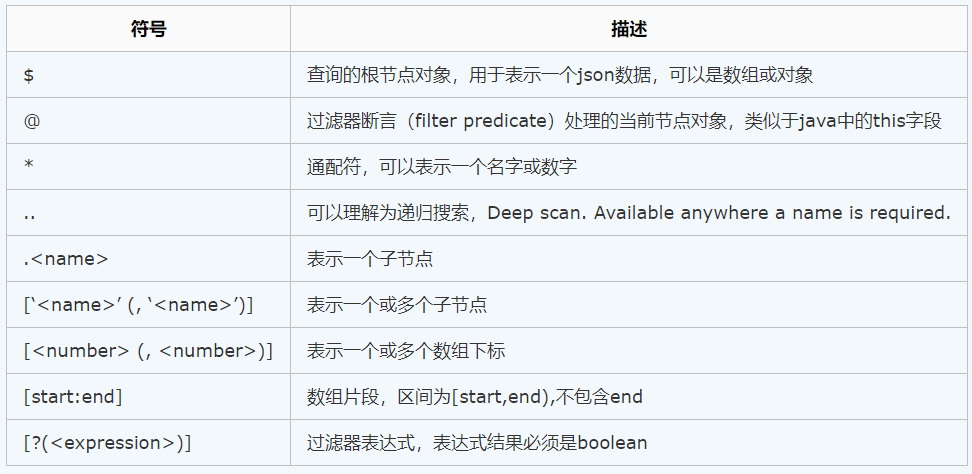 符号 描述
$ 查询的根节点对象，用于表示一个json数据，可以是数组或对象
@ 过滤器断言（filter predicate）处理的当前节点对象，类似于java中的this字段
* 通配符，可以表示一个名字或数字
.. 可以理解为递归搜索，Deep scan. Available anywhere a name is required.
.<name> 表示一个子节点
[‘<name>’ (, ‘<name>’)] 表示一个或多个子节点
[<number> (, <number>)] 表示一个或多个数组下标
[start:end] 数组片段，区间为[start,end),不包含end
[?(<expression>)] 过滤器表达式，表达式结果必须是boolean